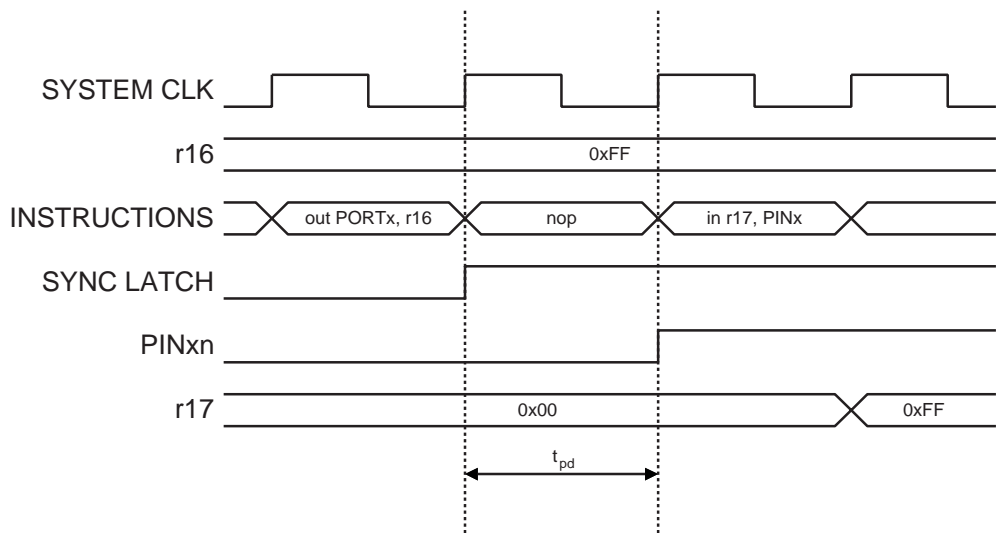 SYSTEM CLK
r16
0xFF
INSTRUCTIONS
out PORTx, r16
nop
in r17, PINx
SYNC LATCH
PINxn
r17
0x00
0xFF
tpd